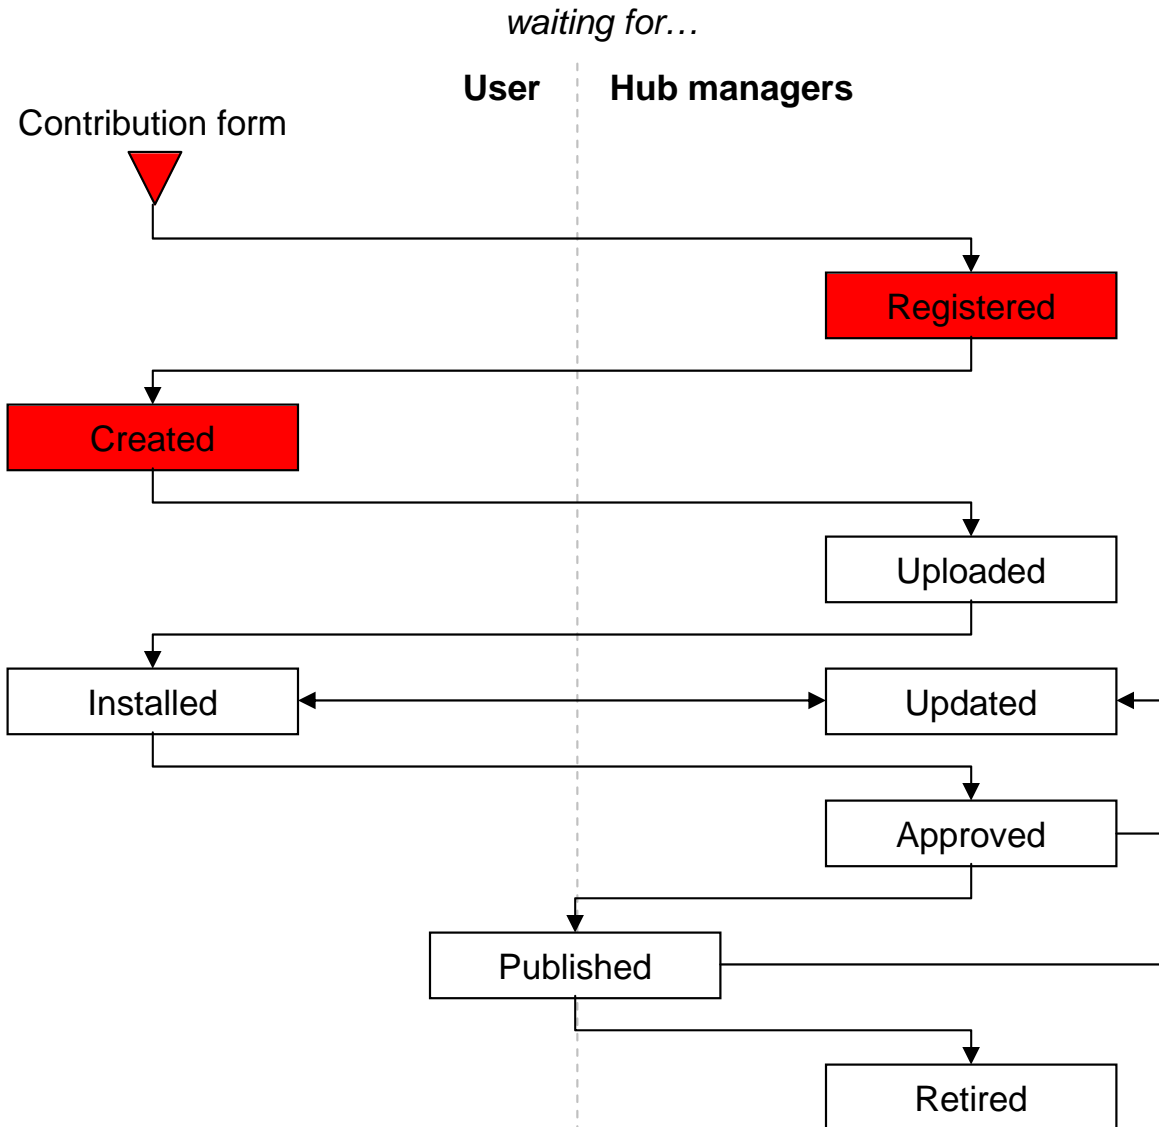 waiting for…
User
Hub managers
Contribution form
Registered
Created
Uploaded
Installed
Updated
Approved
Published
Retired